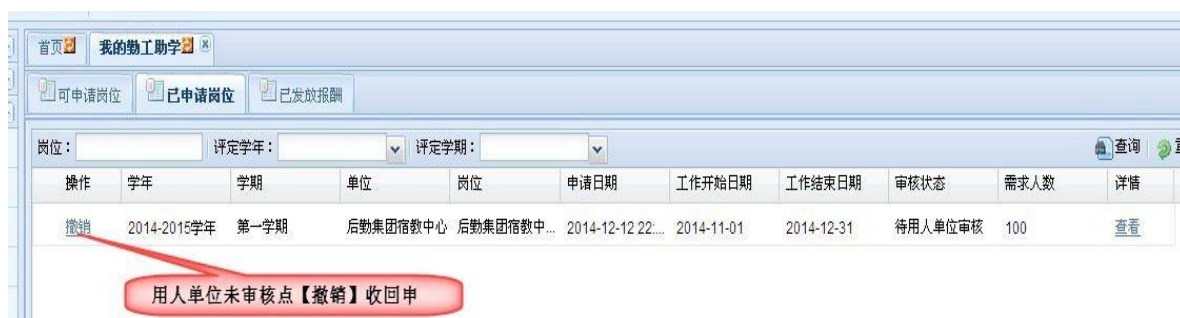 首页 我的勤工助学
可申请岗位 已申请岗位 已发放报酬
岗位： 评定学年： 评定学期： 查询
操作 学年 学期 单位 岗位 申请日期 工作开始日期 工作结束日期 审核状态 需求人数 详情
撤销 2014-2015学年 第一学期 后勤集团宿教中心 后勤集团宿教中... 2014-12-12 22:... 2014-11-01 2014-12-31 待用人单位审核 100 查看
用人单位未审核点【撤销】收回申